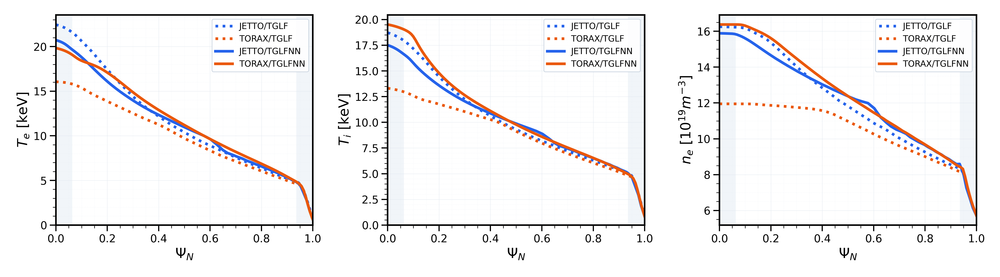 T_e [keV]
20
15
10
5
0
0.0 0.2 0.4 0.6 0.8 1.0
Ψ_N
JETTO/TGLF
TORAX/TGLF
JETTO/TGLFNN
TORAX/TGLFNN
T_i [keV]
20.0
17.5
15.0
12.5
10.0
7.5
5.0
2.5
0.0
0.0 0.2 0.4 0.6 0.8 1.0
Ψ_N
JETTO/TGLF
TORAX/TGLF
JETTO/TGLFNN
TORAX/TGLFNN
n_e [10^19 m^−3]
16
14
12
10
8
6
0.0 0.2 0.4 0.6 0.8 1.0
Ψ_N
JETTO/TGLF
TORAX/TGLF
JETTO/TGLFNN
TORAX/TGLFNN